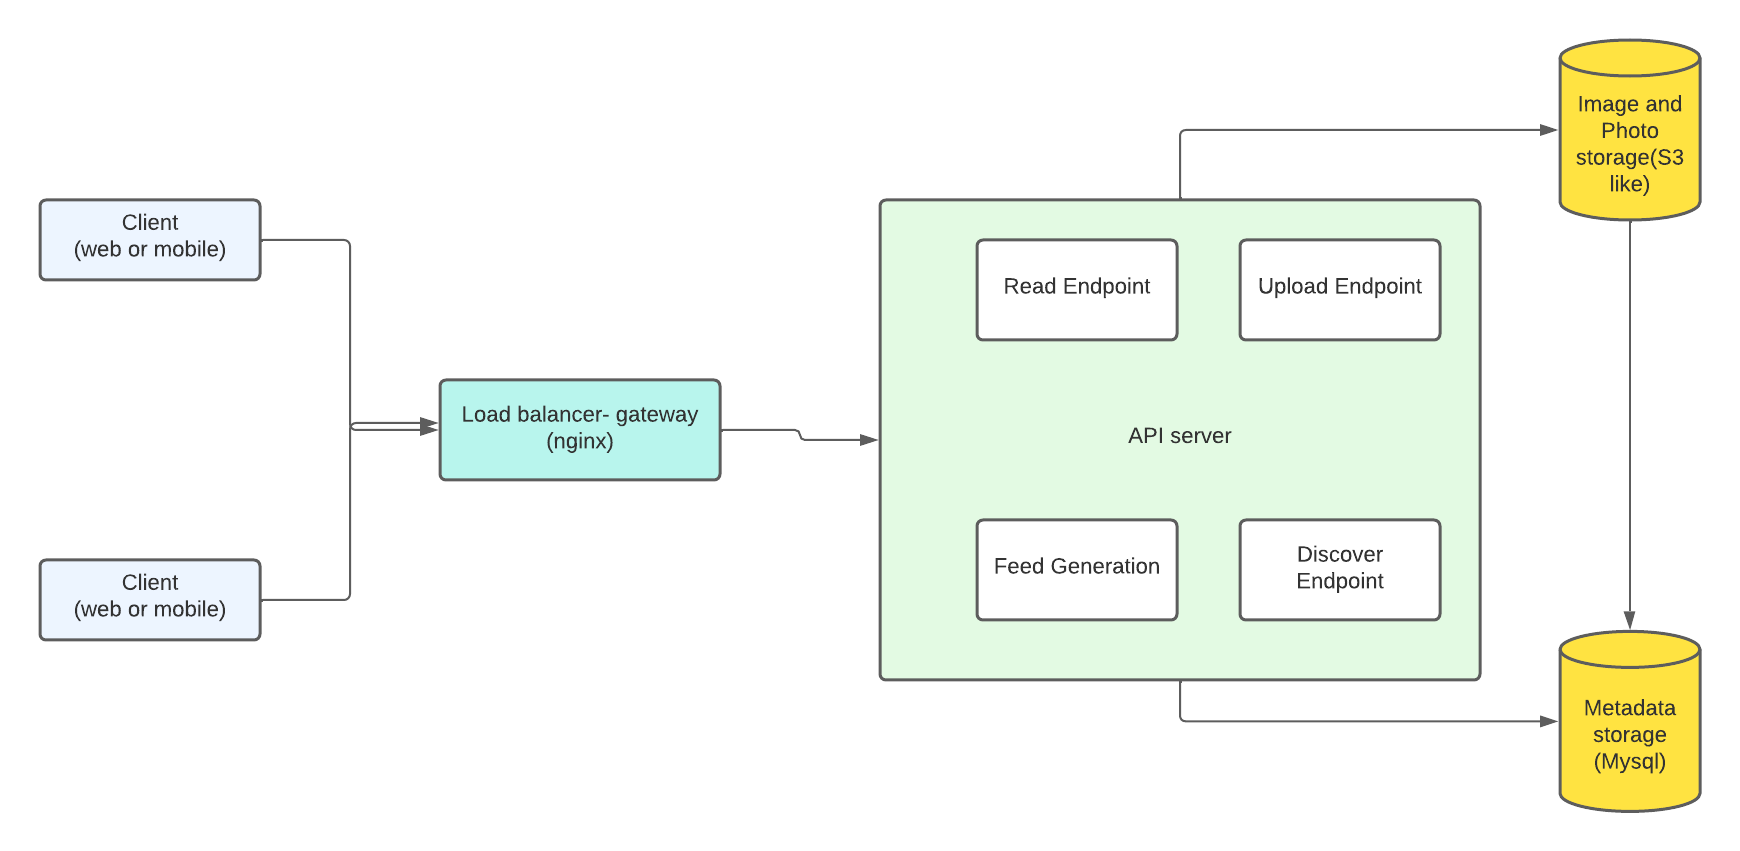 Image and
Photo
storage(S3
like)
Client
(web or mobile)
Read Endpoint
Upload Endpoint
Load balancer- gateway
(nginx)
API server
Client
(web or mobile)
Feed Generation
Discover
Endpoint
Metadata
storage
(Mysql)